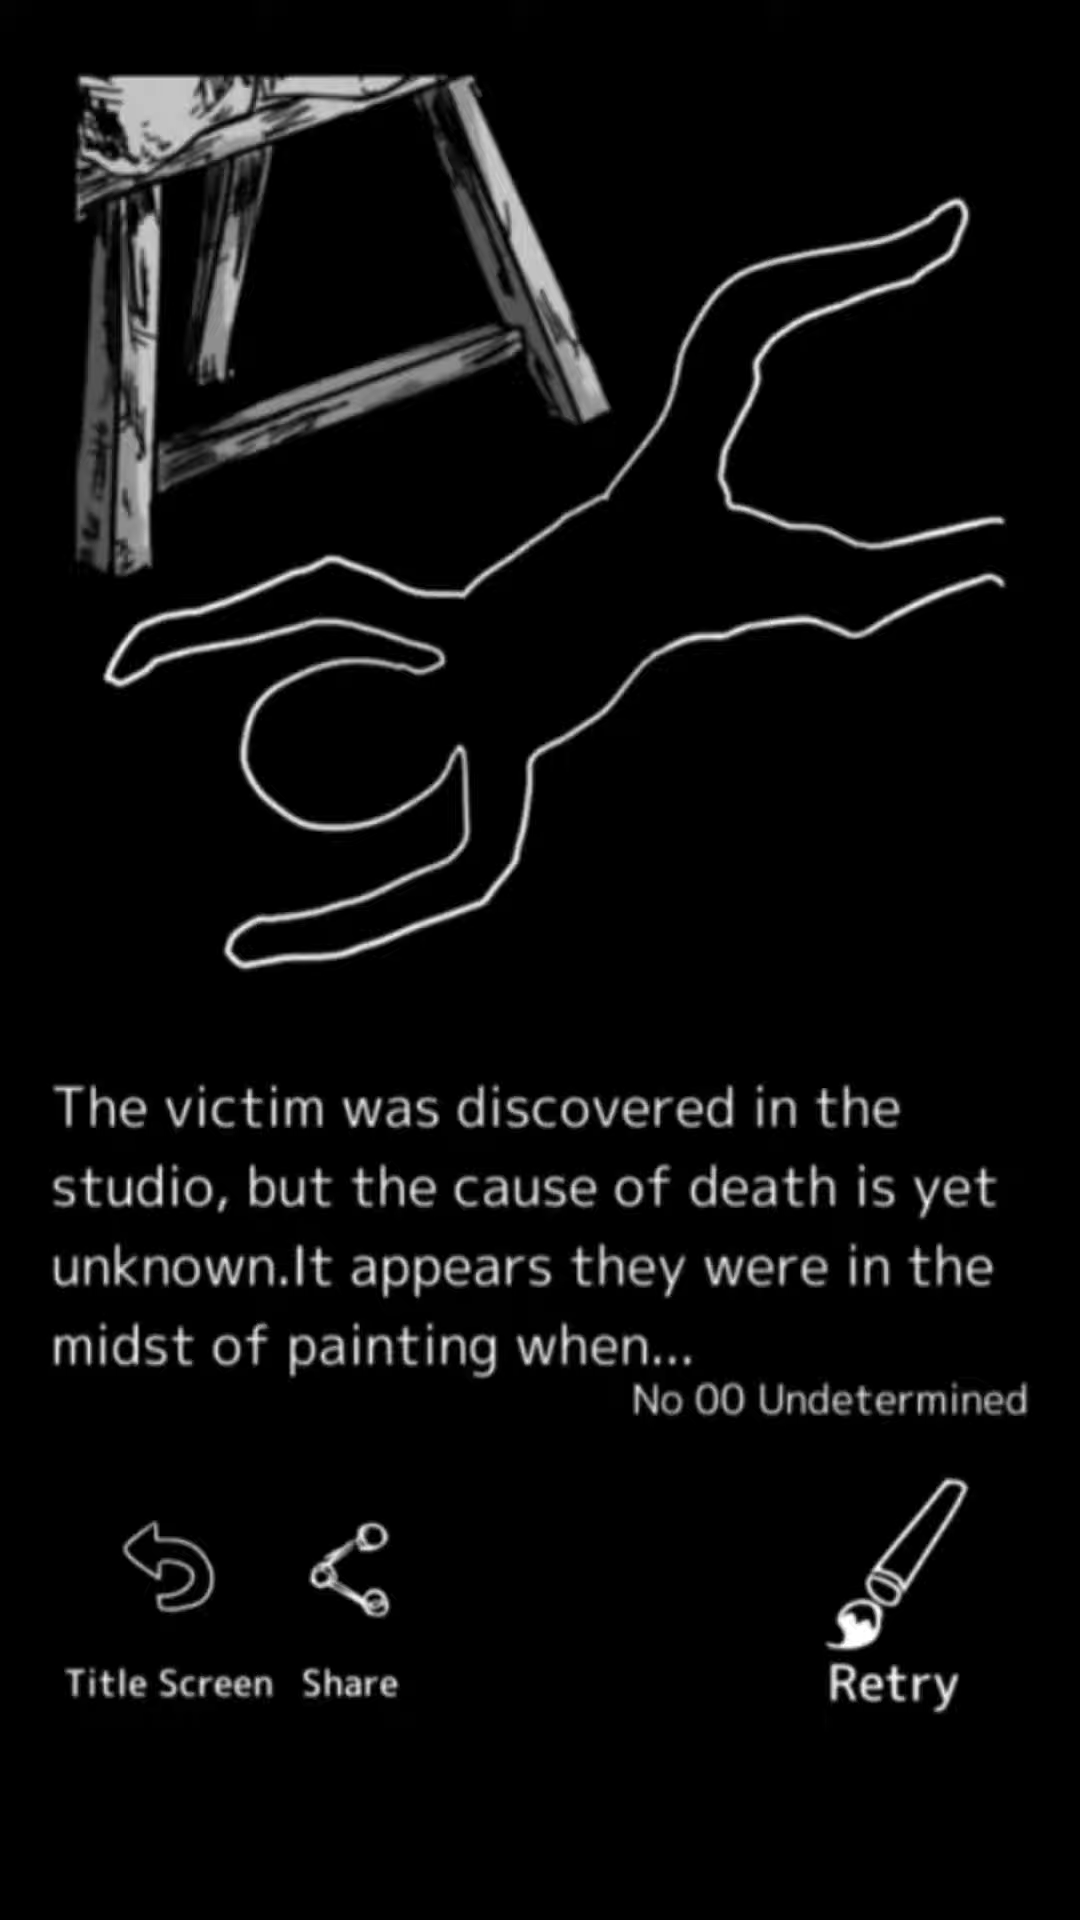 The victim was discovered in the
studio, but the cause of death is yet
unknown.It appears they were in the
midst of painting when...
No 00 Undetermined
Title Screen
Share
Retry